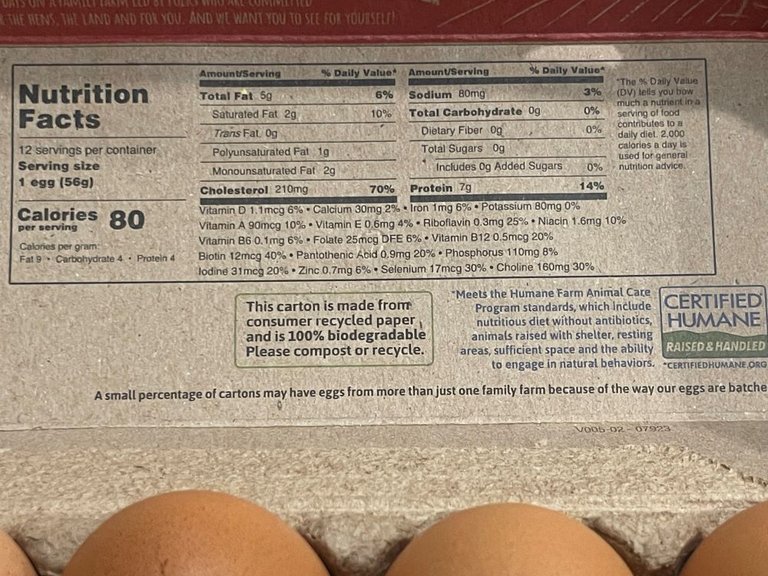 THE HENS, THE LAND AND FOR YOU. AND WE WANT YOU TO SEE FOR YOURSELF!
Nutrition
Facts
12 servings per container
Serving size
1 egg (56g)
Calories
per serving
80
Calories per gram:
Fat 9 • Carbohydrate 4 • Protein 4
Amount/Serving % Daily Value*
Total Fat 5g 6%
Saturated Fat 2g 10%
Trans Fat 0g
Polyunsaturated Fat 1g
Monounsaturated Fat 2g
Cholesterol 210mg 70%
Amount/Serving % Daily Value*
Sodium 80mg 3%
Total Carbohydrate 0g 0%
Dietary Fiber 0g 0%
Total Sugars 0g
Includes 0g Added Sugars 0%
Protein 7g 14%
Vitamin D 1.1mcg 6% • Calcium 30mg 2% • Iron 1mg 6% • Potassium 80mg 0%
Vitamin A 90mcg 10% • Vitamin E 0.6mg 4% • Riboflavin 0.3mg 25% • Niacin 1.6mg 10%
Vitamin B6 0.1mg 6% • Folate 25mcg DFE 6% • Vitamin B12 0.5mcg 20%
Biotin 12mcg 40% • Pantothenic Acid 0.9mg 20% • Phosphorus 110mg 8%
Iodine 31mcg 20% • Zinc 0.7mg 6% • Selenium 17mcg 30% • Choline 160mg 30%
*The % Daily Value
(DV) tells you how
much a nutrient in a
serving of food
contributes to a
daily diet. 2,000
calories a day is
used for general
nutrition advice.
This carton is made from
consumer recycled paper
and is 100% biodegradable
Please compost or recycle.
*Meets the Humane Farm Animal Care
Program standards, which include
nutritious diet without antibiotics,
animals raised with shelter, resting
areas, sufficient space and the ability
to engage in natural behaviors.
CERTIFIED
HUMANE
RAISED & HANDLED
*CERTIFIEDHUMANE.ORG
A small percentage of cartons may have eggs from more than just one family farm because of the way our eggs are batche
V006-02 - 07923